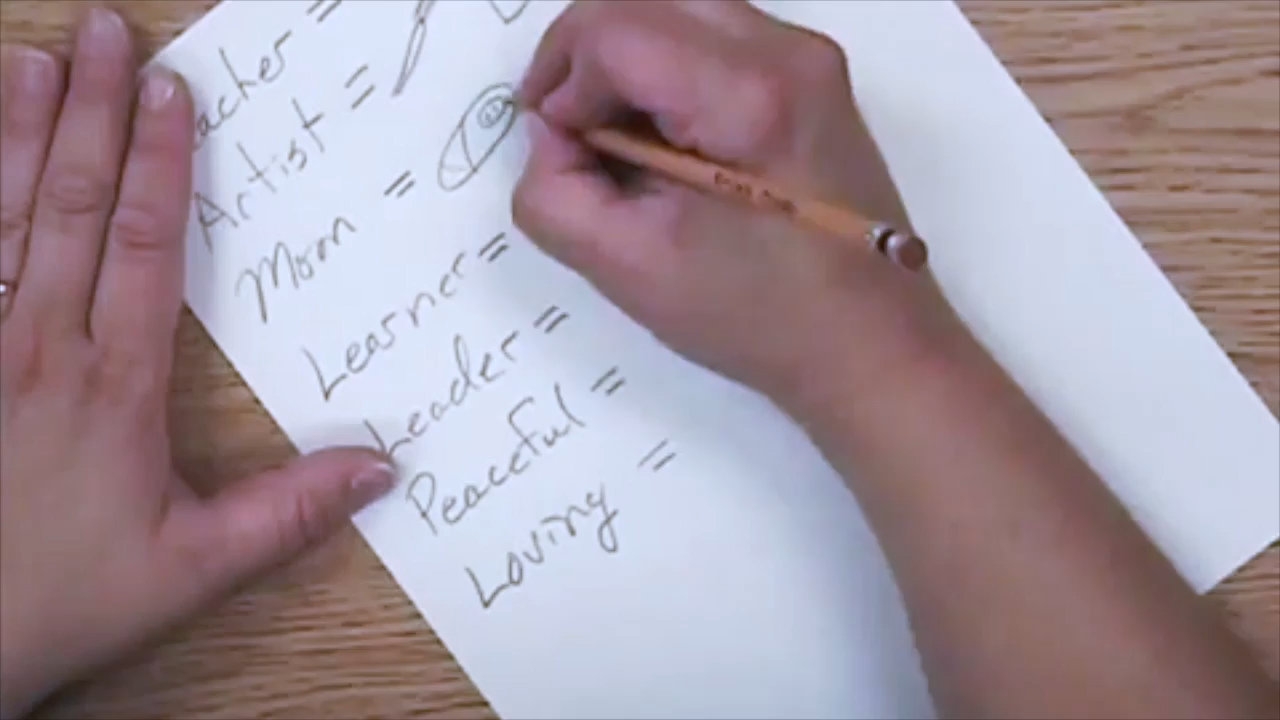 acher =
Artist =
Mom =
Learner =
Leader =
Peaceful =
Loving =